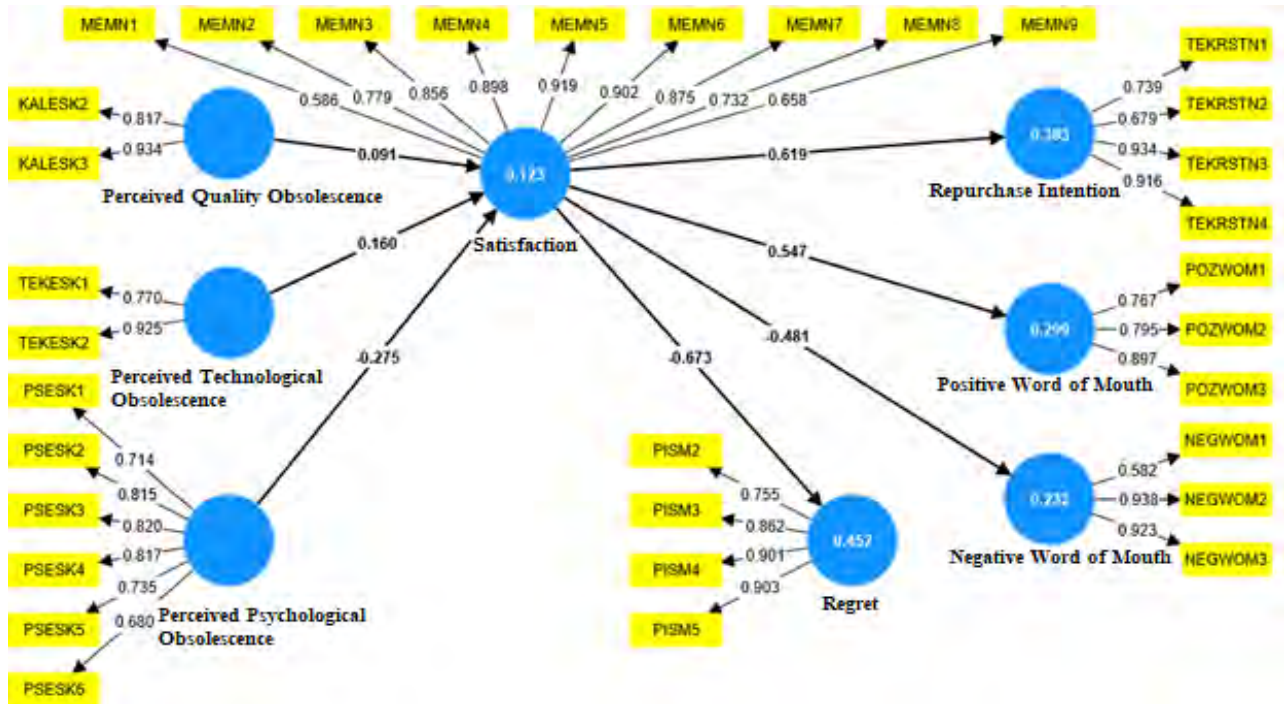 MEMN1 MEMN2 MEMN3 MEMN4 MEMN5 MEMN6 MEMN7 MEMN8 MEMN9
0.586 0.779 0.856 0.898 0.919 0.902 0.875 0.732 0.658
KALESK2
0.817
KALESK3
0.934
Perceived Quality Obsolescence
0.091
TEKESK1
0.770
TEKESK2
0.925
Perceived Technological
Obsolescence
0.160
PSESK1
0.714
PSESK2
0.815
PSESK3
0.820
PSESK4
0.817
PSESK5
0.735
PSESK6
0.680
Perceived Psychological
Obsolescence
-0.275
0.123
Satisfaction
0.619
0.383
Repurchase Intention
TEKRSTN1
0.739
TEKRSTN2
0.679
TEKRSTN3
0.934
TEKRSTN4
0.916
0.547
0.299
Positive Word of Mouth
POZWOM1
0.767
POZWOM2
0.795
POZWOM3
0.897
-0.481
0.232
Negative Word of Mouth
NEGWOM1
0.582
NEGWOM2
0.938
NEGWOM3
0.923
-0.673
0.452
Regret
PISM2
0.755
PISM3
0.862
PISM4
0.901
PISM5
0.903